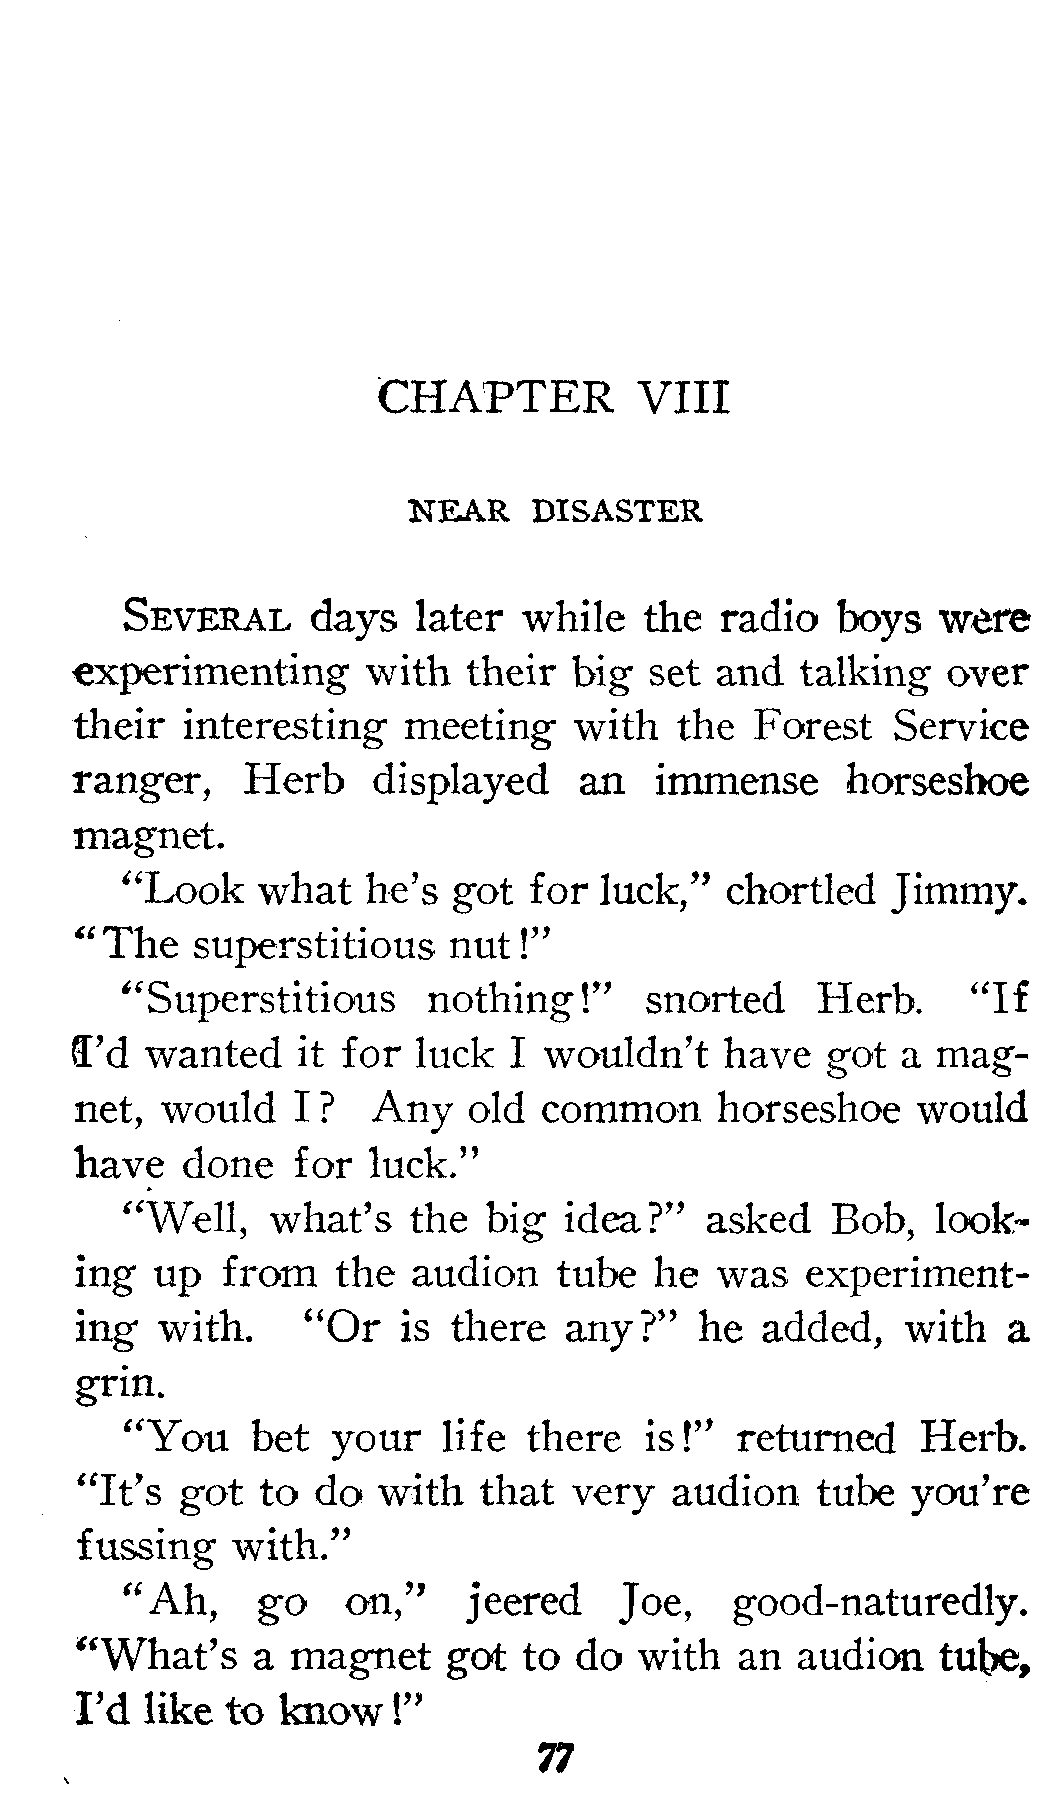 CHAPTER VIII
NEAR DISASTER
SEVERAL days later while the radio boys were
experimenting with their big set and talking over
their interesting meeting with the Forest Service
ranger, Herb displayed an immense horseshoe
magnet.
“Look what he’s got for luck,” chortled Jimmy.
“The superstitious nut!”
“Superstitious nothing!” snorted Herb. “If
I’d wanted it for luck I wouldn’t have got a mag-
net, would I? Any old common horseshoe would
have done for luck.”
“Well, what’s the big idea?” asked Bob, look-
ing up from the audion tube he was experiment-
ing with. “Or is there any?” he added, with a
grin.
“You bet your life there is!” returned Herb.
“It’s got to do with that very audion tube you’re
fussing with.”
“Ah, go on,” jeered Joe, good-naturedly.
“What’s a magnet got to do with an audion tube,
I’d like to know!”
77